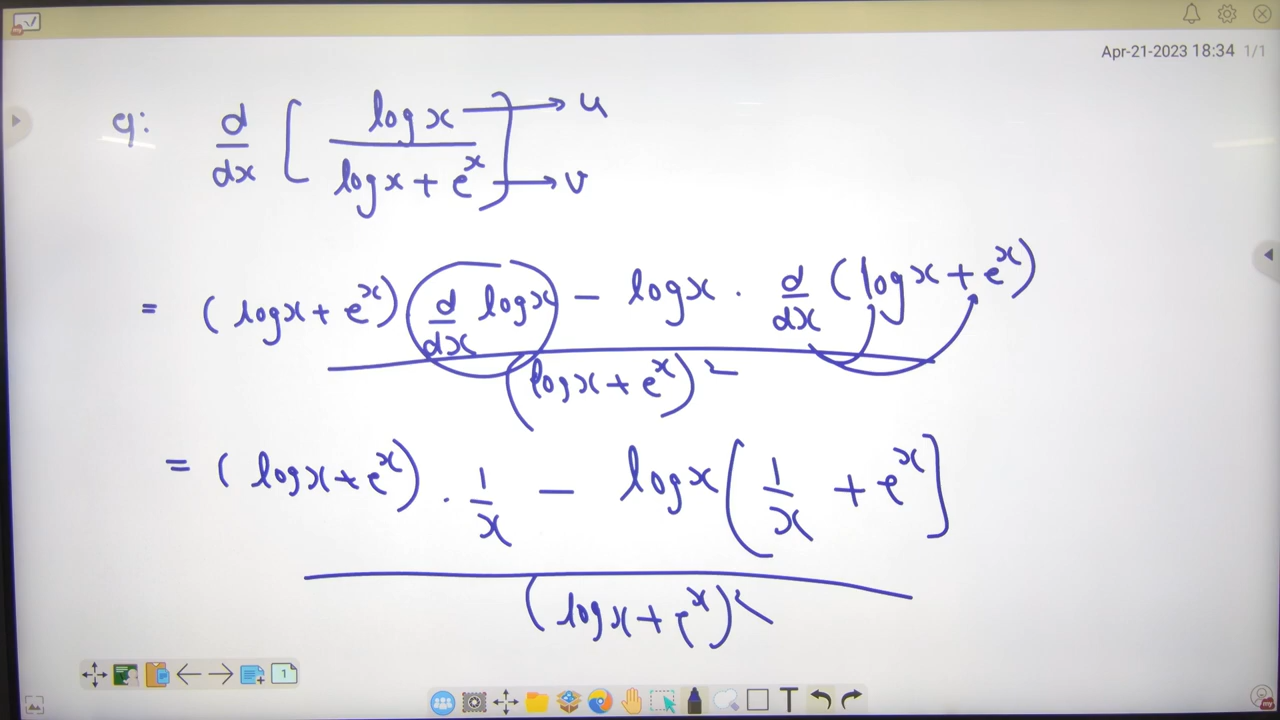 Apr-21-2023 18:34 1/1
q: d/dx [ log x / (log x + e^x) ] → u → v
= (log x + e^x) (d/dx log x) − log x · d/dx (log x + e^x)
(log x + e^x)^2
= (log x + e^x) · 1/x − log x [ 1/x + e^x ]
(log x + e^x)^2
1
T